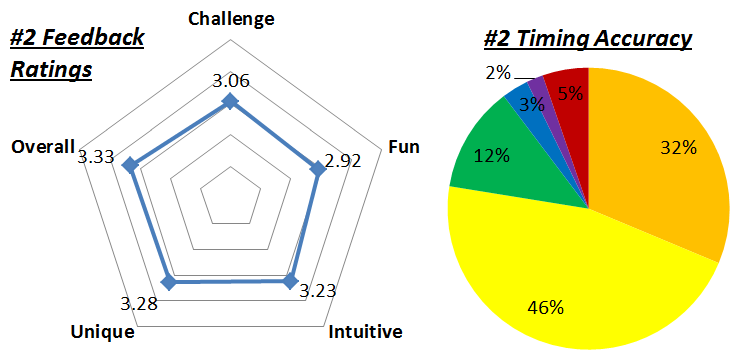 #2 Feedback
Ratings
Challenge
3.06
Overall
3.33
Fun
2.92
3.28
3.23
Unique
Intuitive
#2 Timing Accuracy
2%
3%
5%
32%
12%
46%